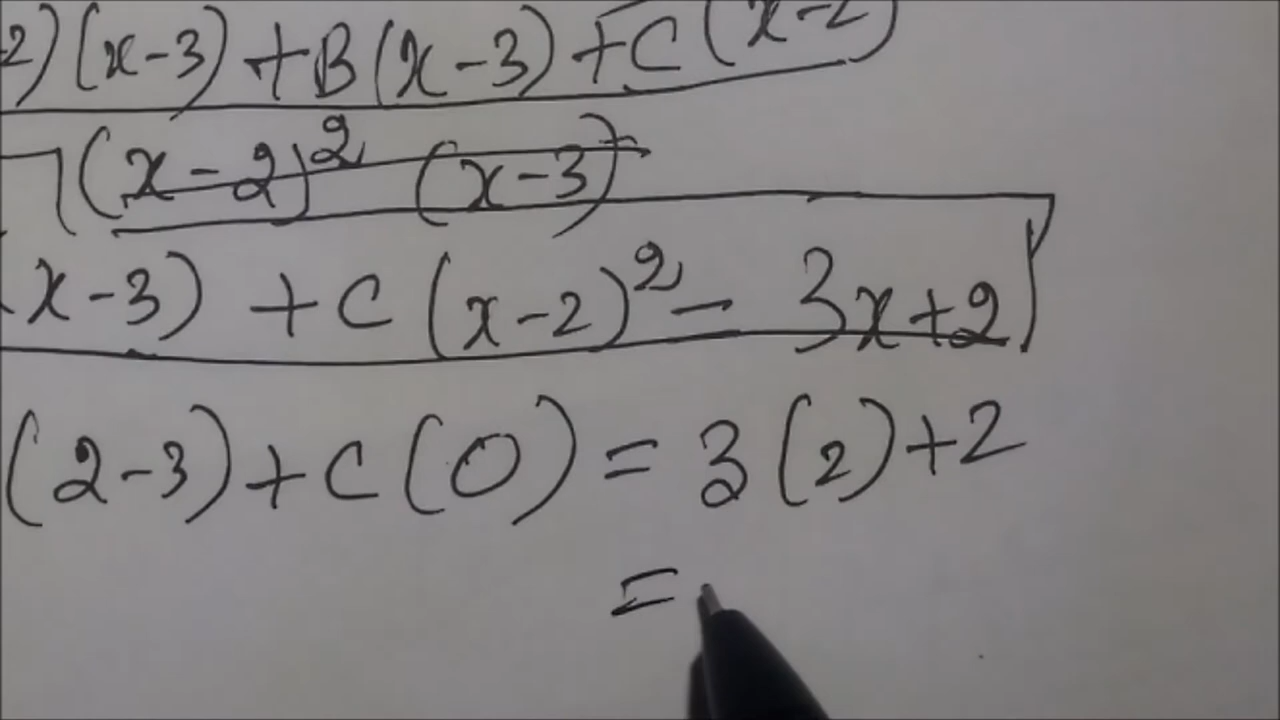 2)(x-3)+B(x-3)+C(x-2)
(x-2)² (x-3)
x-3) +C(x-2)² - 3x+2
(2-3)+C(0)=3(2)+2
=